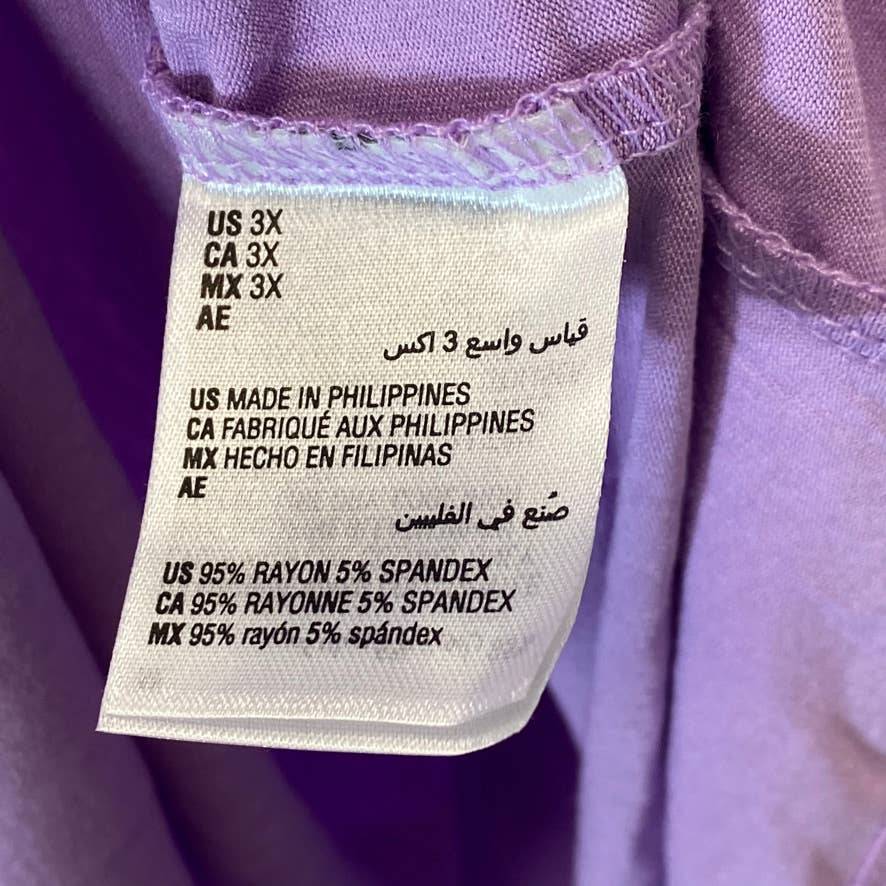 US 3X
CA 3X
MX 3X
AE
قياس واسع 3 اكس
US MADE IN PHILIPPINES
CA FABRIQUÉ AUX PHILIPPINES
MX HECHO EN FILIPINAS
AE
صُنع في الفليبين
US 95% RAYON 5% SPANDEX
CA 95% RAYONNE 5% SPANDEX
MX 95% rayón 5% spándex